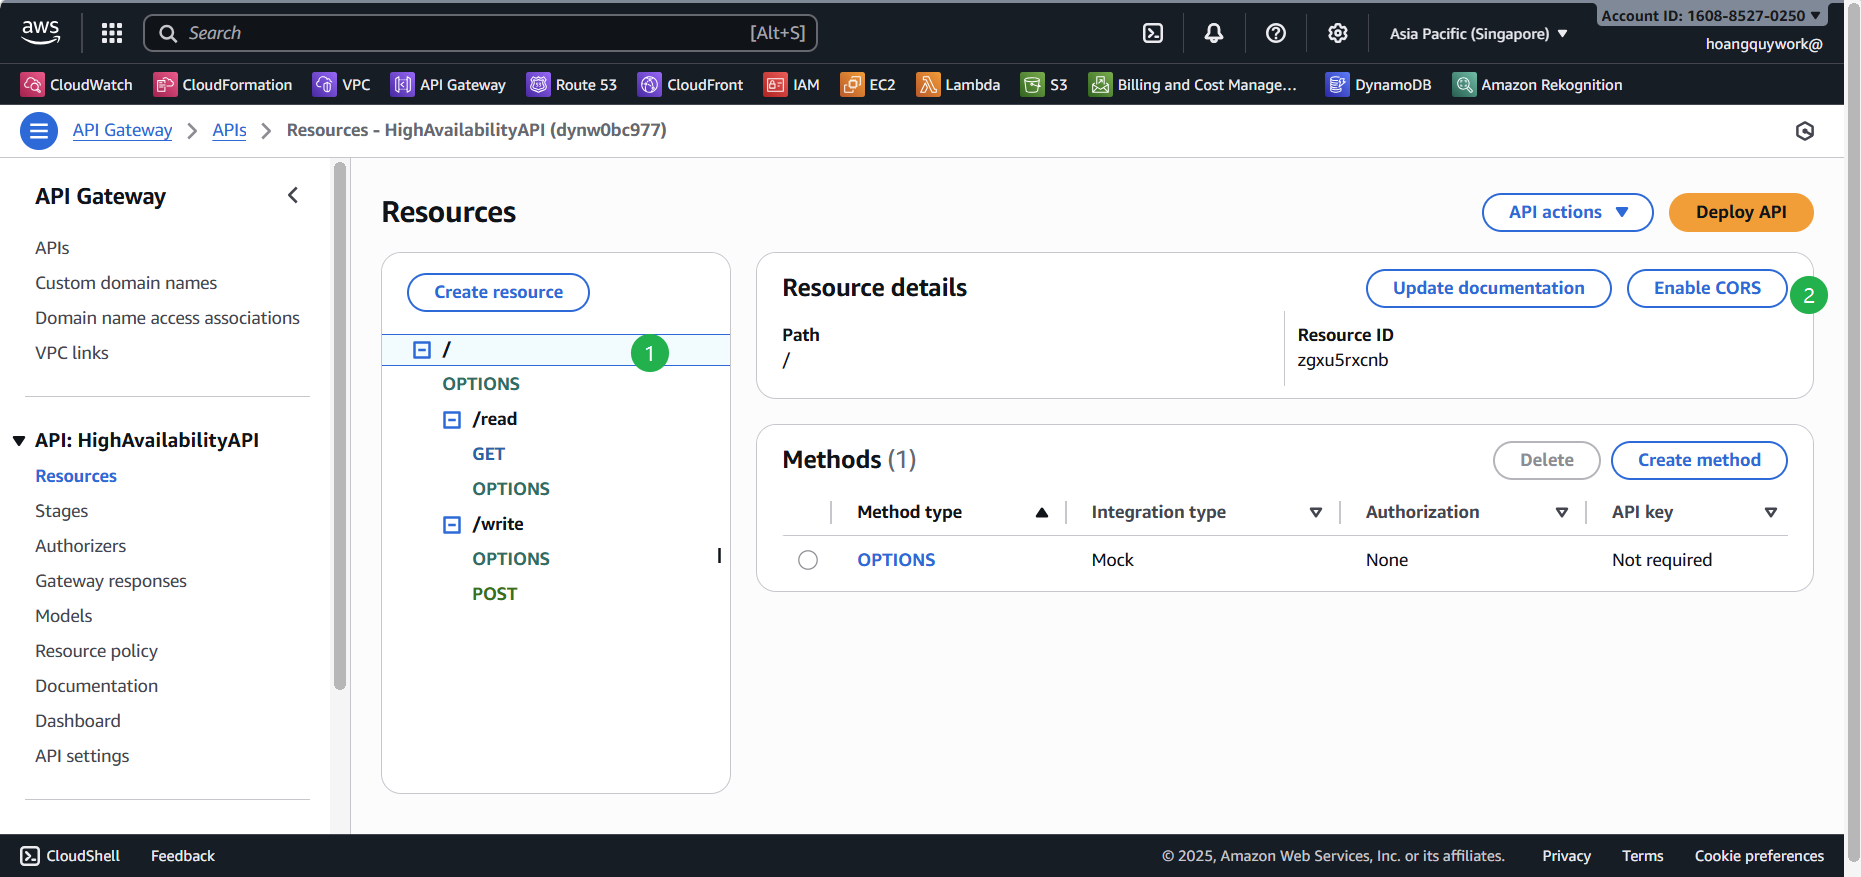 aws
Search [Alt+S]
Asia Pacific (Singapore)
Account ID: 1608-8527-0250
hoangquywork@
CloudWatch CloudFormation VPC API Gateway Route 53 CloudFront IAM EC2 Lambda S3 Billing and Cost Manage... DynamoDB Amazon Rekognition
API Gateway APIs Resources - HighAvailabilityAPI (dynw0bc977)
API Gateway
APIs
Custom domain names
Domain name access associations
VPC links
API: HighAvailabilityAPI
Resources
Stages
Authorizers
Gateway responses
Models
Resource policy
Documentation
Dashboard
API settings
Resources
API actions
Deploy API
Create resource
/
1
OPTIONS
/read
GET
OPTIONS
/write
OPTIONS
POST
Resource details
Update documentation
Enable CORS
2
Path
/
Resource ID
zgxu5rxcnb
Methods (1)
Delete
Create method
Method type Integration type Authorization API key
OPTIONS Mock None Not required
CloudShell Feedback
© 2025, Amazon Web Services, Inc. or its affiliates. Privacy Terms Cookie preferences